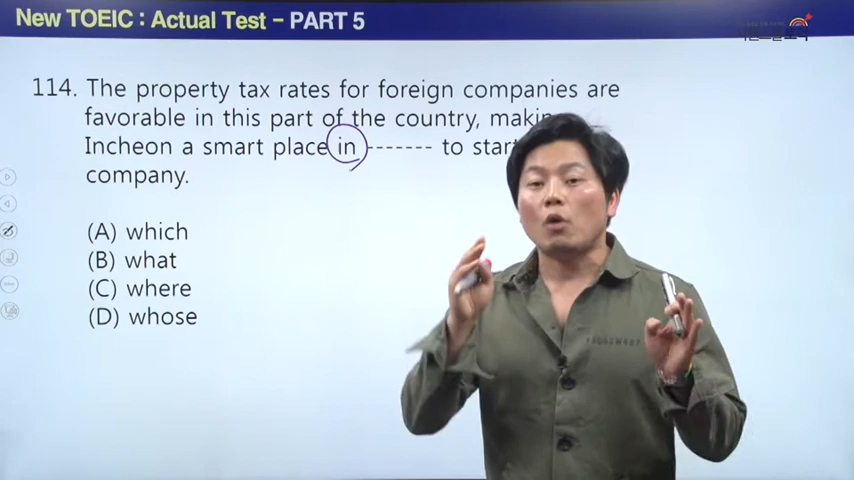 New TOEIC : Actual Test - PART 5
114. The property tax rates for foreign companies are
favorable in this part of the country, making
Incheon a smart place in ------- to start
company.
(A) which
(B) what
(C) where
(D) whose